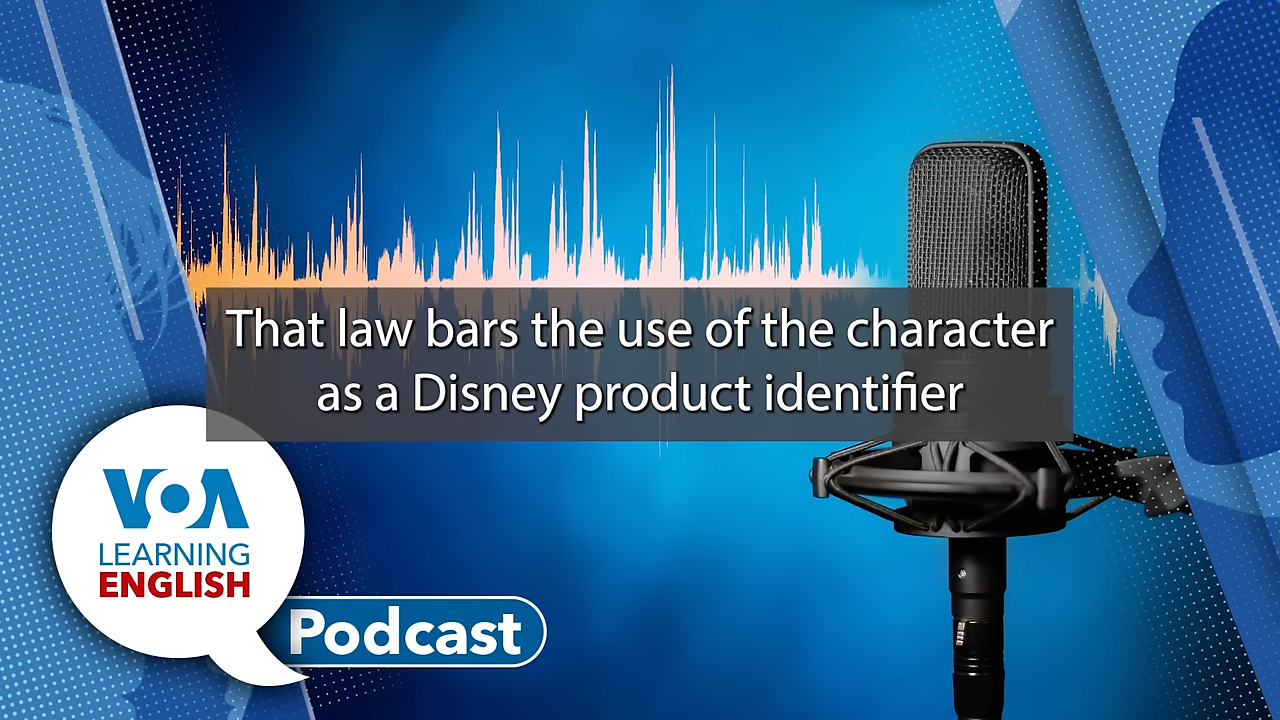 That law bars the use of the character
as a Disney product identifier
VOA
LEARNING
ENGLISH
Podcast